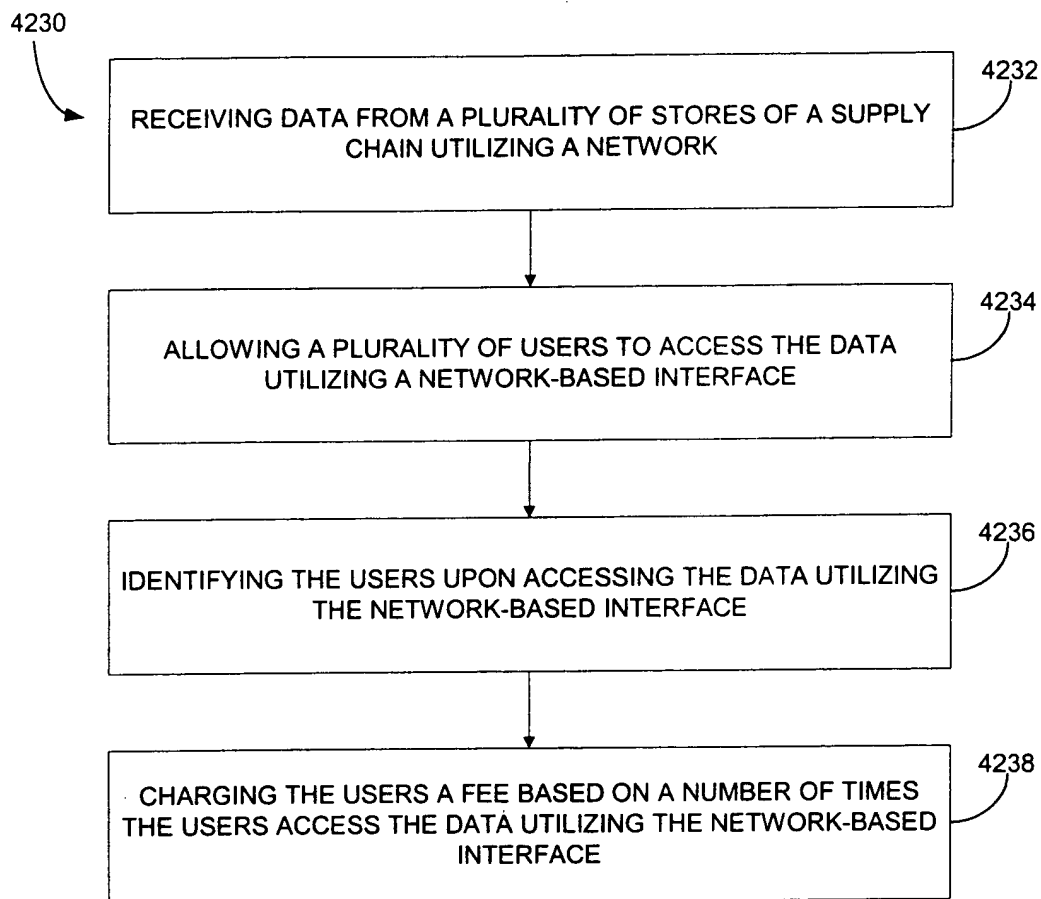 4230
4232
RECEIVING DATA FROM A PLURALITY OF STORES OF A SUPPLY
CHAIN UTILIZING A NETWORK
4234
ALLOWING A PLURALITY OF USERS TO ACCESS THE DATA
UTILIZING A NETWORK-BASED INTERFACE
4236
IDENTIFYING THE USERS UPON ACCESSING THE DATA UTILIZING
THE NETWORK-BASED INTERFACE
4238
CHARGING THE USERS A FEE BASED ON A NUMBER OF TIMES
THE USERS ACCESS THE DATA UTILIZING THE NETWORK-BASED
INTERFACE